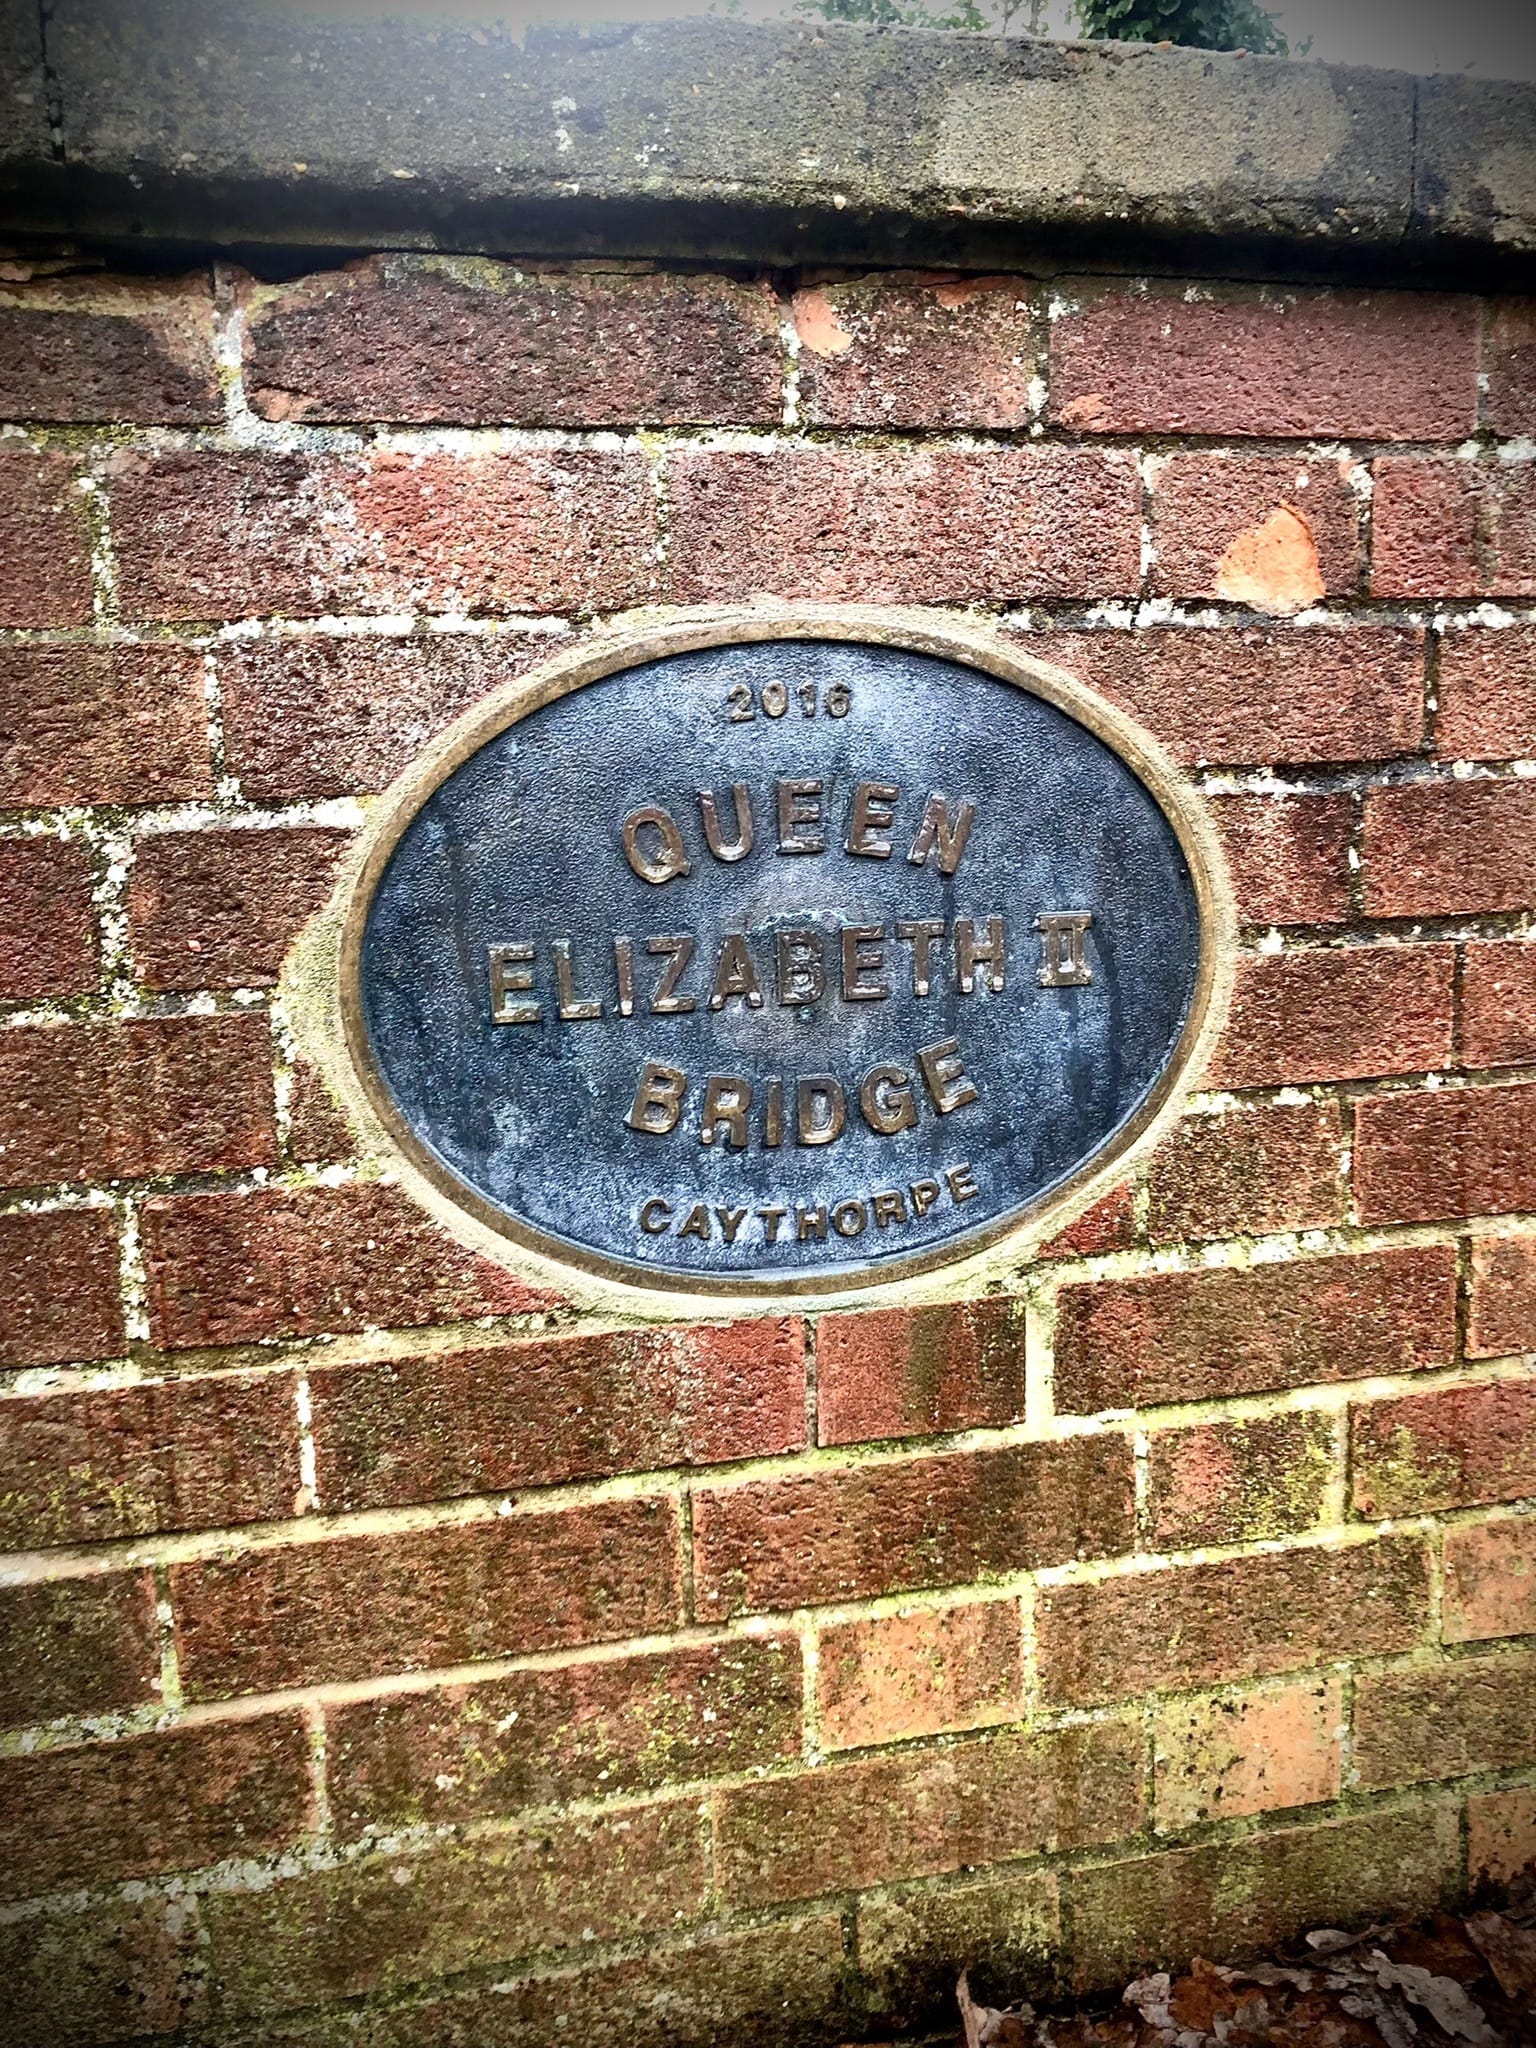 2016
QUEEN
ELIZABETH II
BRIDGE
CAYTHORPE